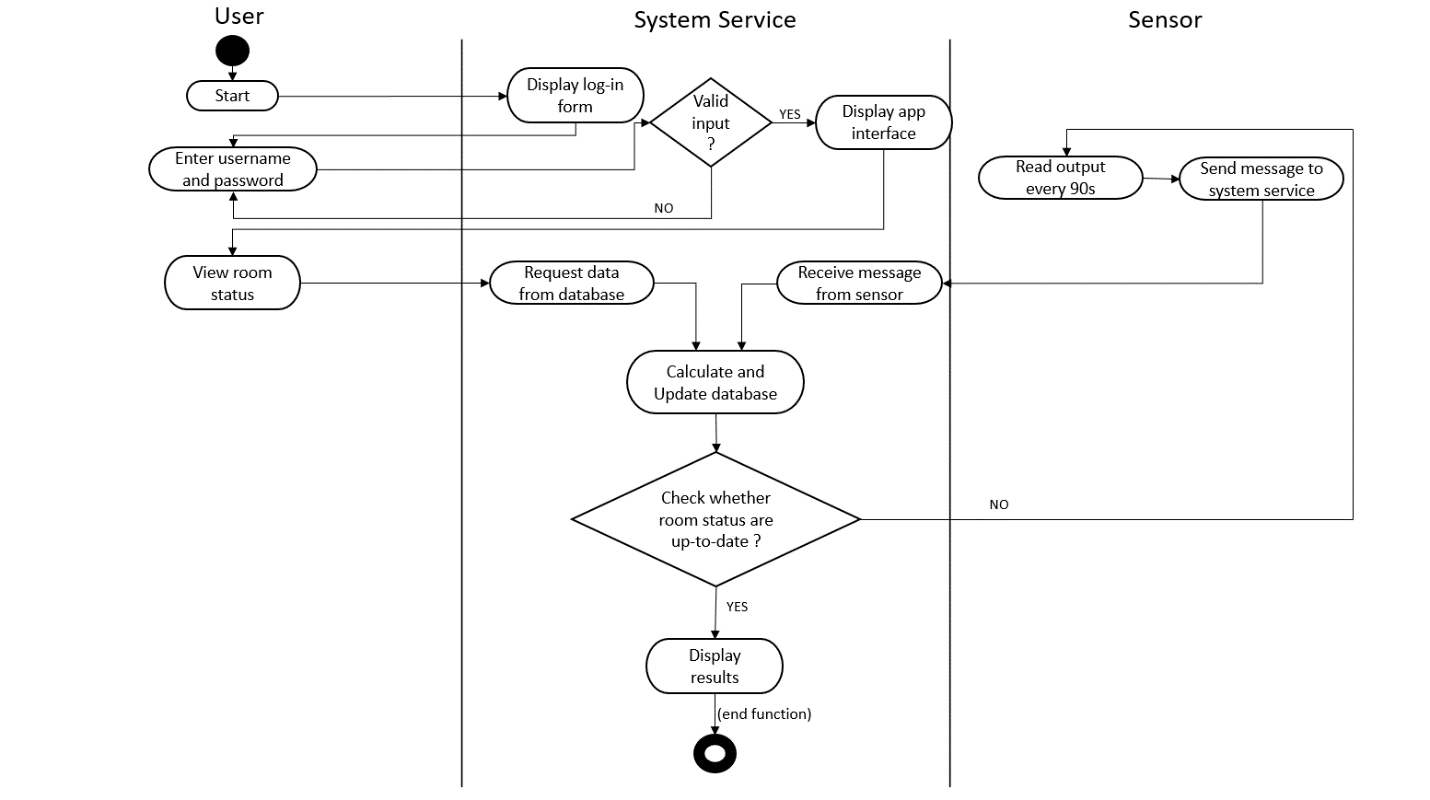 User
System Service
Sensor
Start
Display log-in
form
Valid
input
?
YES
Display app
interface
Enter username
and password
NO
Read output
every 90s
Send message to
system service
View room
status
Request data
from database
Receive message
from sensor
Calculate and
Update database
Check whether
room status are
up-to-date ?
NO
YES
Display
results
(end function)